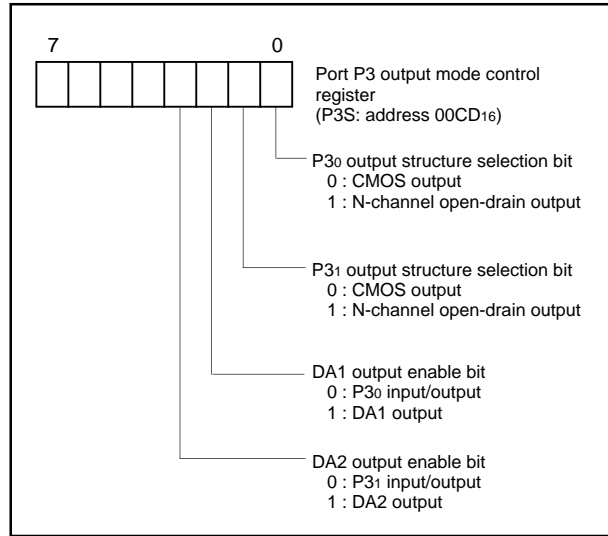 7 0
Port P3 output mode control
register
(P3S: address 00CD₁₆)
P3₀ output structure selection bit
0 : CMOS output
1 : N-channel open-drain output
P3₁ output structure selection bit
0 : CMOS output
1 : N-channel open-drain output
DA1 output enable bit
0 : P3₀ input/output
1 : DA1 output
DA2 output enable bit
0 : P3₁ input/output
1 : DA2 output